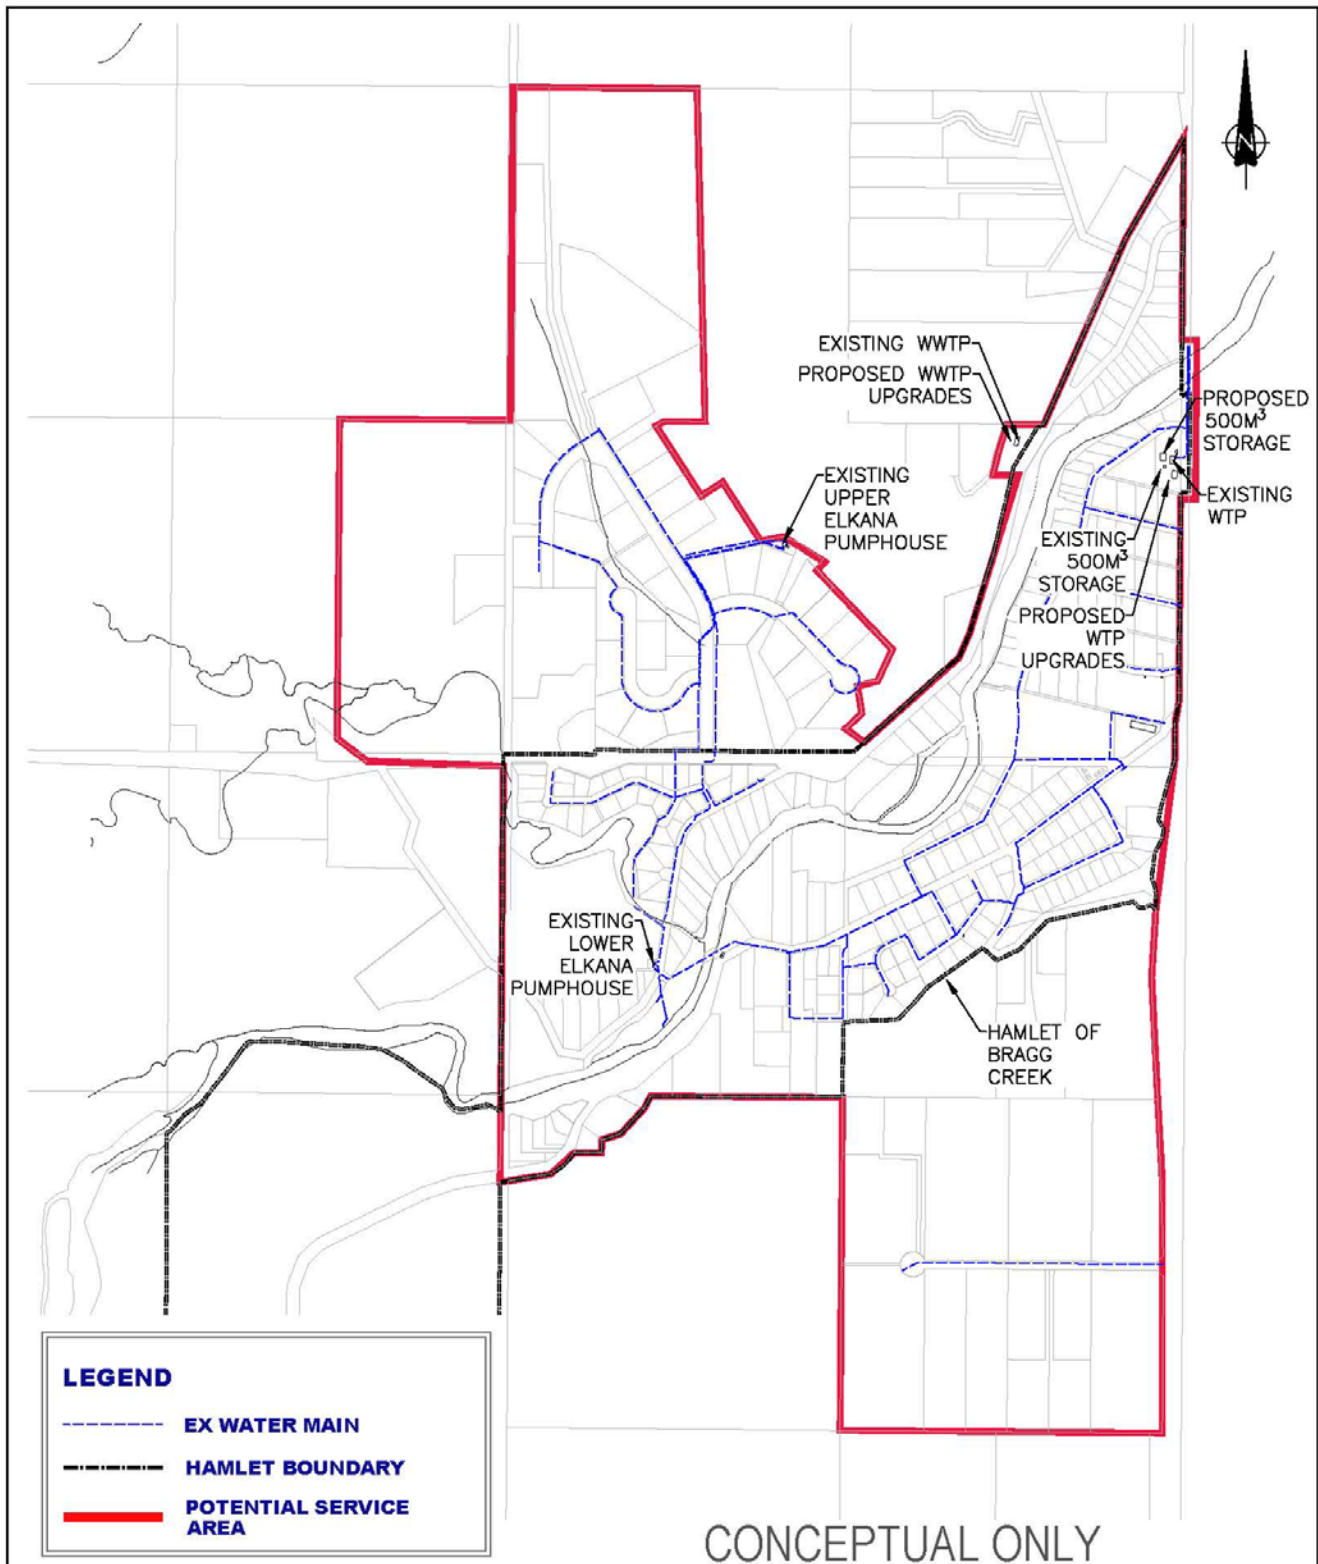 N
EXISTING WWTP
PROPOSED WWTP
UPGRADES
PROPOSED
500M³
STORAGE
EXISTING
WTP
EXISTING
UPPER
ELKANA
PUMPHOUSE
EXISTING
500M³
STORAGE
PROPOSED
WTP
UPGRADES
EXISTING
LOWER
ELKANA
PUMPHOUSE
HAMLET OF
BRAGG
CREEK
LEGEND
EX WATER MAIN
HAMLET BOUNDARY
POTENTIAL SERVICE
AREA
CONCEPTUAL ONLY